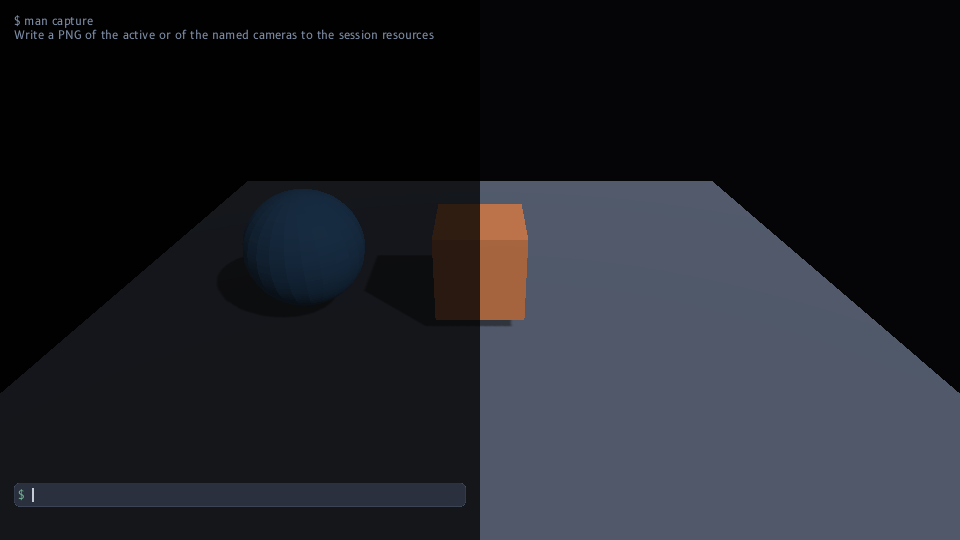 $ man capture
Write a PNG of the active or of the named cameras to the session resources
$